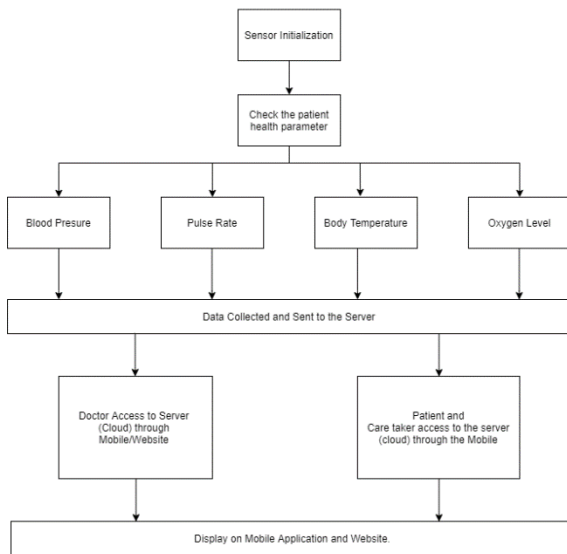 Sensor Initialization
Check the patient
health parameter
Blood Presure
Pulse Rate
Body Temperature
Oxygen Level
Data Collected and Sent to the Server
Doctor Access to Server
(Cloud) through
Mobile/Website
Patient and
Care taker access to the server
(cloud) through the Mobile
Display on Mobile Application and Website.